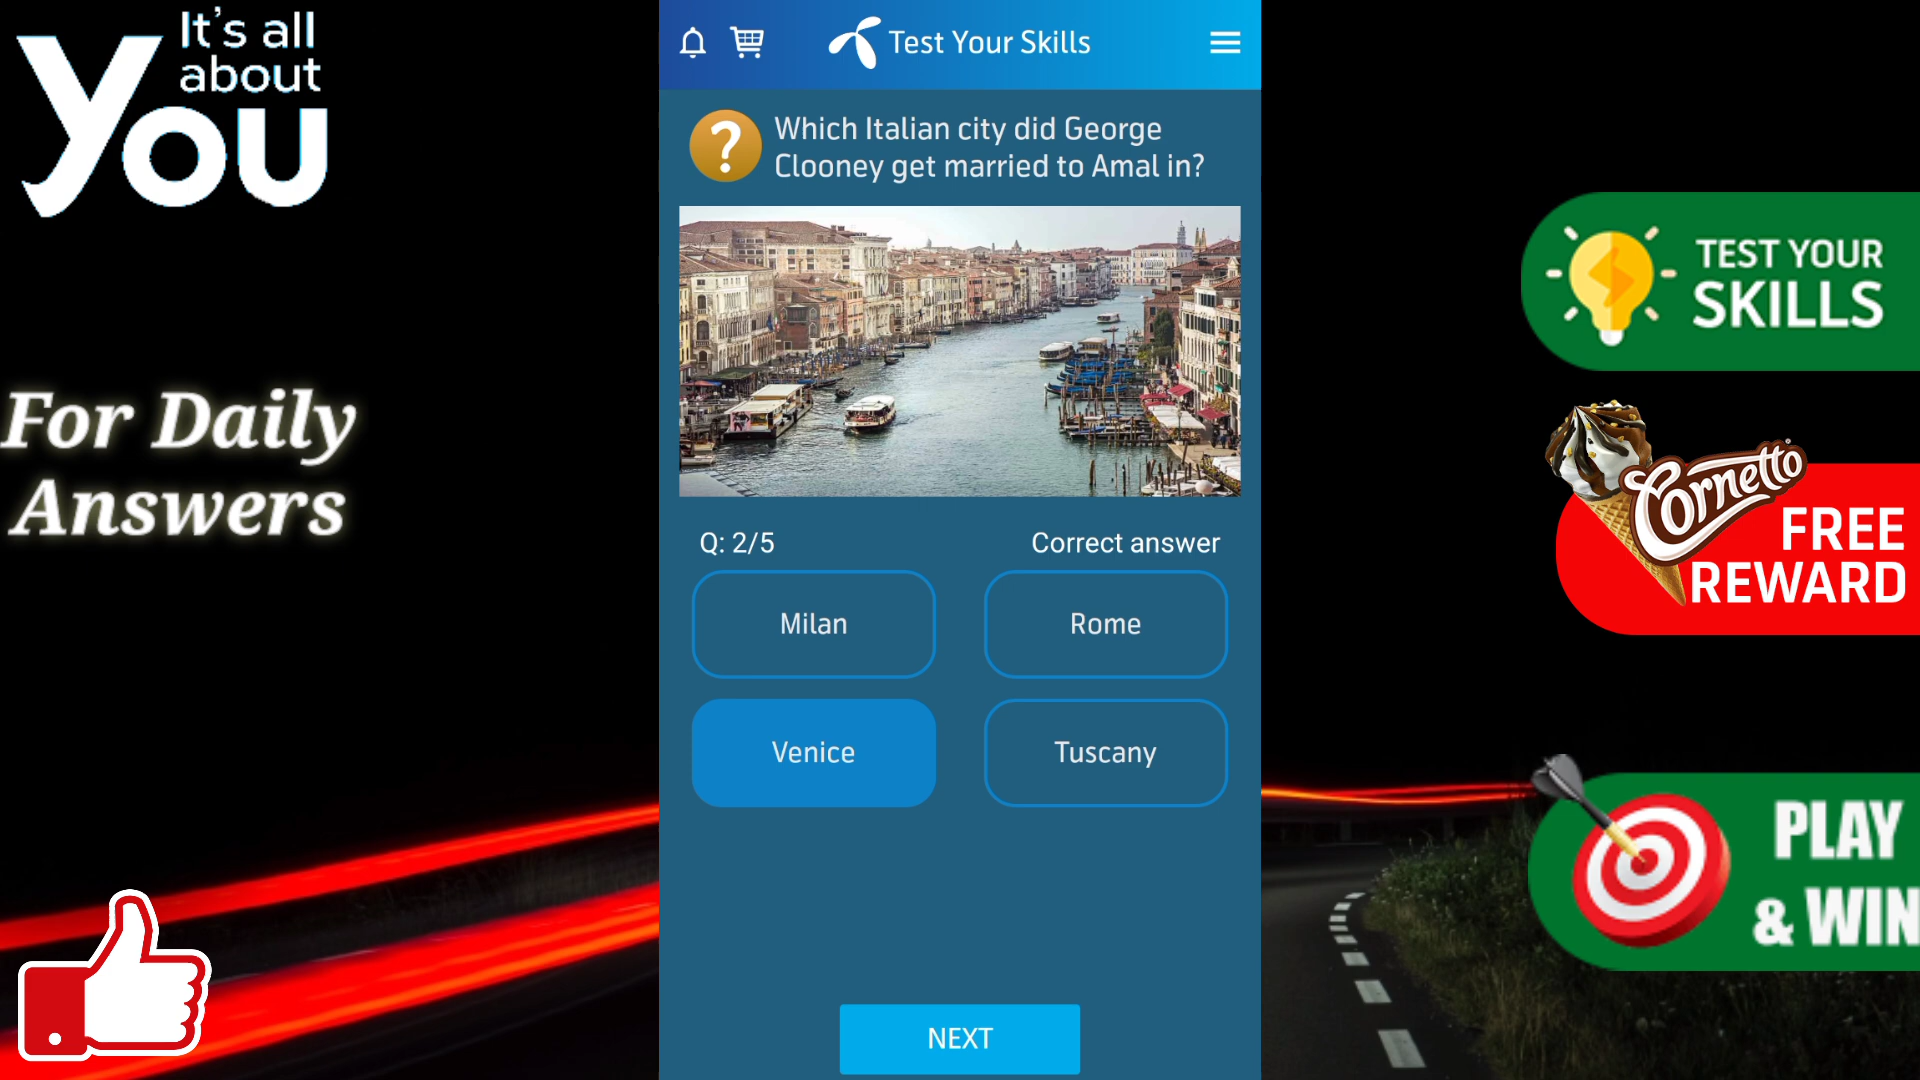 It's all
about
You
For Daily
Answers
Test Your Skills
Which Italian city did George
Clooney get married to Amal in?
Q: 2/5
Correct answer
Milan
Rome
Venice
Tuscany
NEXT
TEST YOUR
SKILLS
Cornetto
FREE
REWARD
PLAY
& WIN